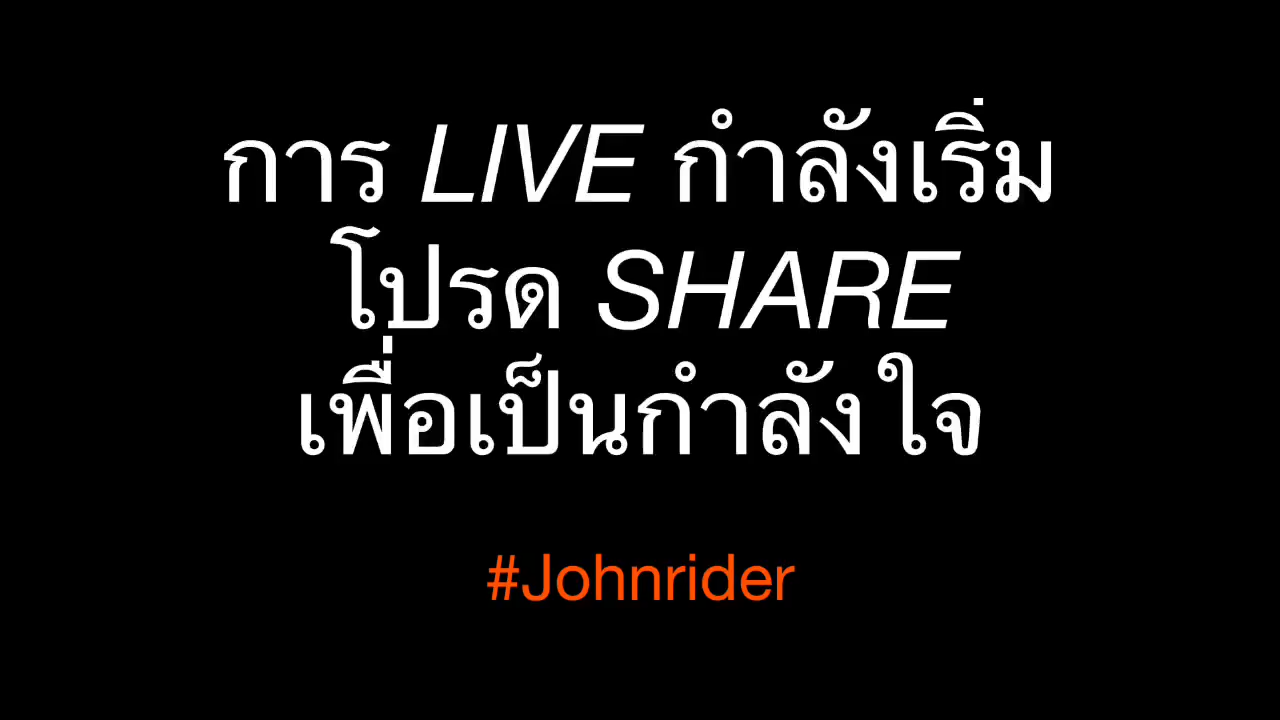 การ LIVE กำลังเริ่ม
โปรด SHARE
เพื่อเป็นกำลังใจ
#Johnrider